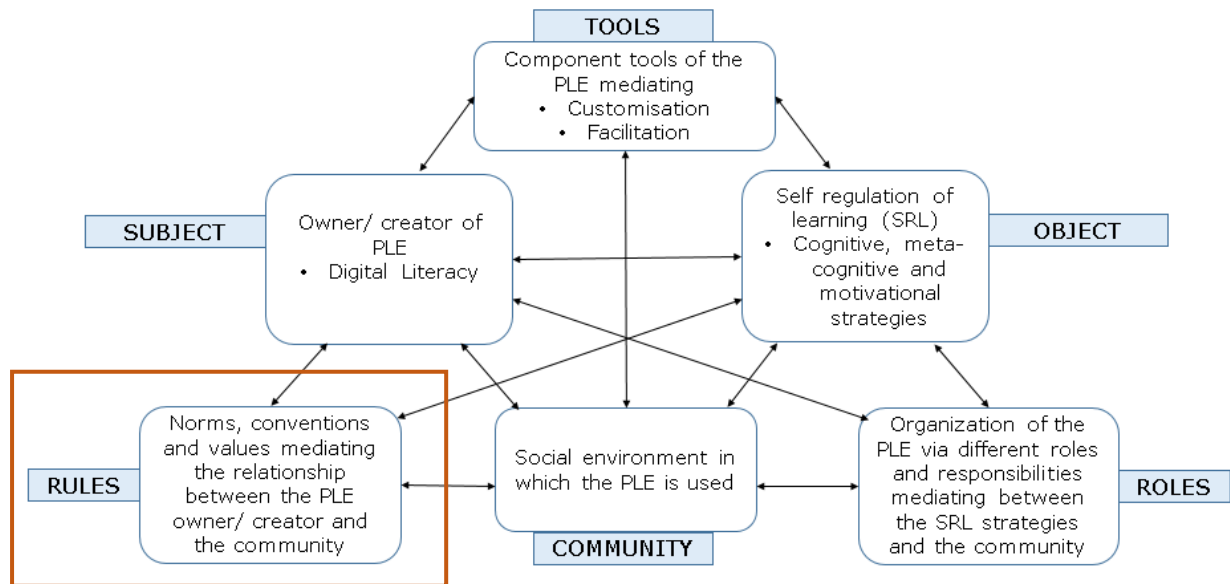 TOOLS
Component tools of the
PLE mediating
• Customisation
• Facilitation
SUBJECT
Owner/ creator of
PLE
• Digital Literacy
Self regulation of
learning (SRL)
• Cognitive, meta-
cognitive and
motivational
strategies
OBJECT
RULES
Norms, conventions
and values mediating
the relationship
between the PLE
owner/ creator and
the community
Social environment in
which the PLE is used
COMMUNITY
Organization of the
PLE via different roles
and responsibilities
mediating between
the SRL strategies
and the community
ROLES